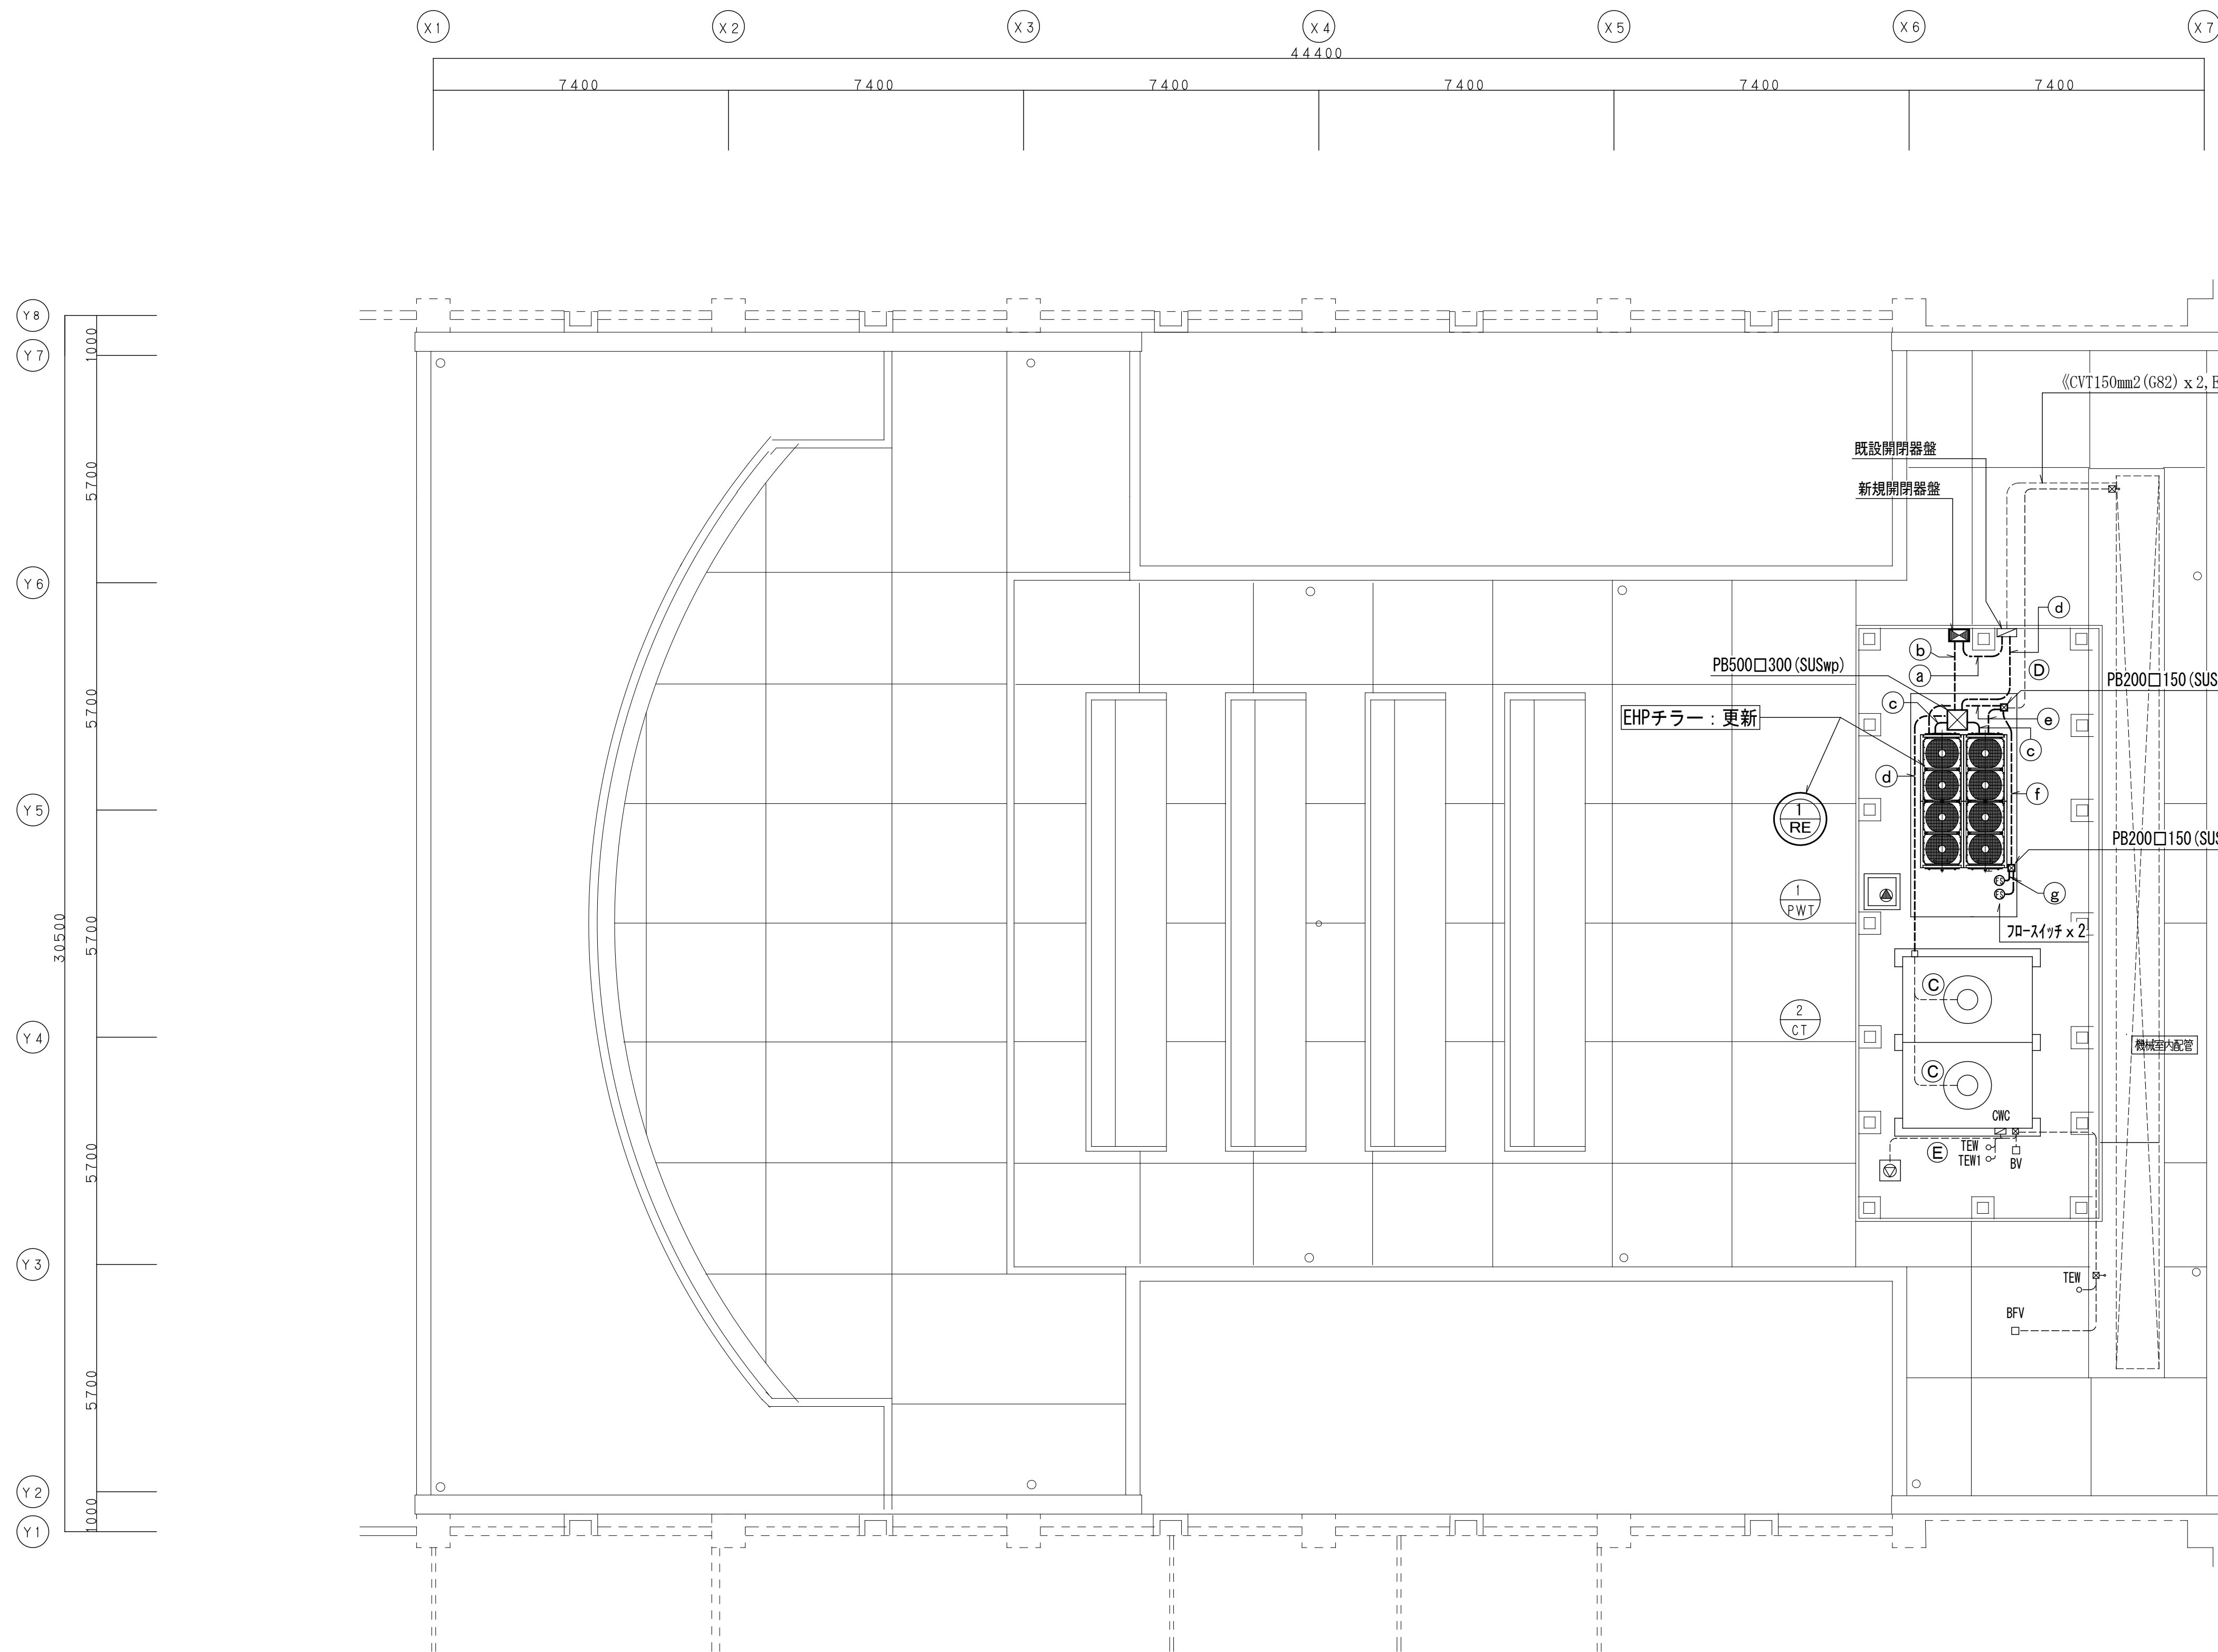 X1
X2
X3
X4
X5
X6
X7
44400
7400
7400
7400
7400
7400
7400
Y8
1000
Y7
5700
Y6
5700
Y5
30500
5700
Y4
5700
Y3
5700
Y2
1000
Y1
《CVT150mm2(G82) x 2, E
既設開閉器盤
新規開閉器盤
d
b
a
D
PB500□300(SUSwp)
PB200□150(SUS
c
e
EHPチラー：更新
c
d
f
1
RE
PB200□150(SUS
1
PWT
g
フロースイッチ x 2
C
2
CT
機械室内配管
C
CWC
TEW
TEW1
E
BV
TEW
BFV